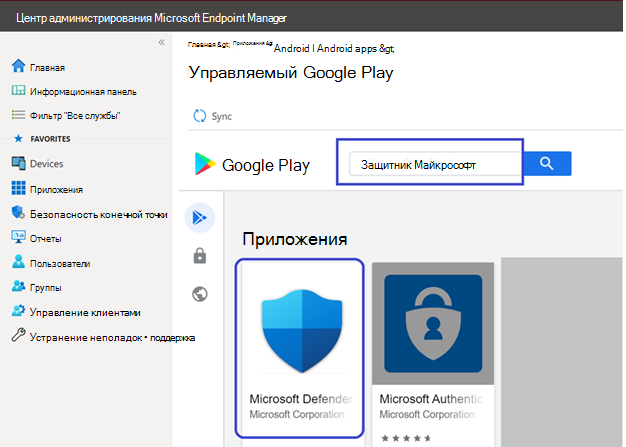 Центр администрирования Microsoft Endpoint Manager
«
Главная
Информационная панель
Фильтр "Все службы"
FAVORITES
Devices
Приложения
Безопасность конечной точки
Отчеты
Пользователи
Группы
Управление клиентами
Устранение неполадок • поддержка
Главная &gt; Приложения &g Android | Android apps &gt;
Управляемый Google Play
Sync
Google Play
Защитник Майкрософт
Приложения
Microsoft Defender
Microsoft Corporation
Microsoft Authentic
Microsoft Corporation